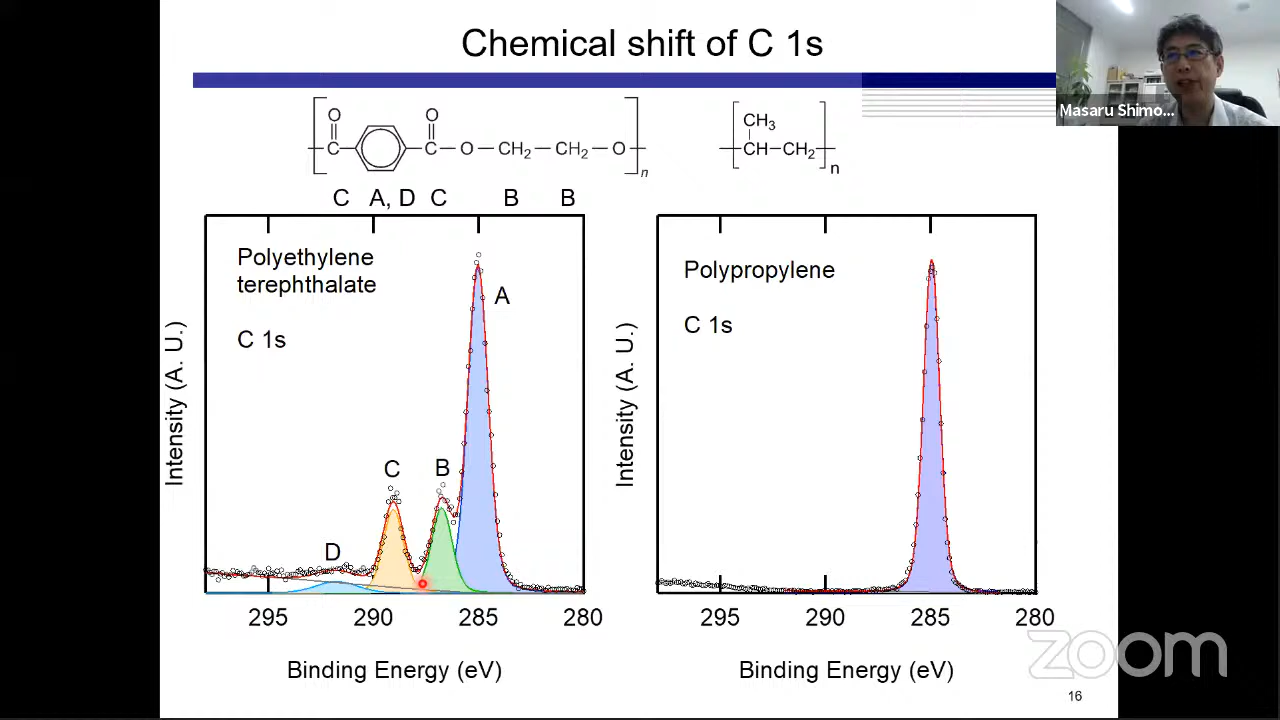 Chemical shift of C 1s
Masaru Shimo...
O O
C C O CH2 CH2 O n
CH3
CH CH2 n
C A, D C B B
Polyethylene
terephthalate
C 1s
A
C B
D
Intensity (A. U.)
295 290 285 280
Binding Energy (eV)
Polypropylene
C 1s
Intensity (A. U.)
295 290 285 280
Binding Energy (eV)
zoom
16